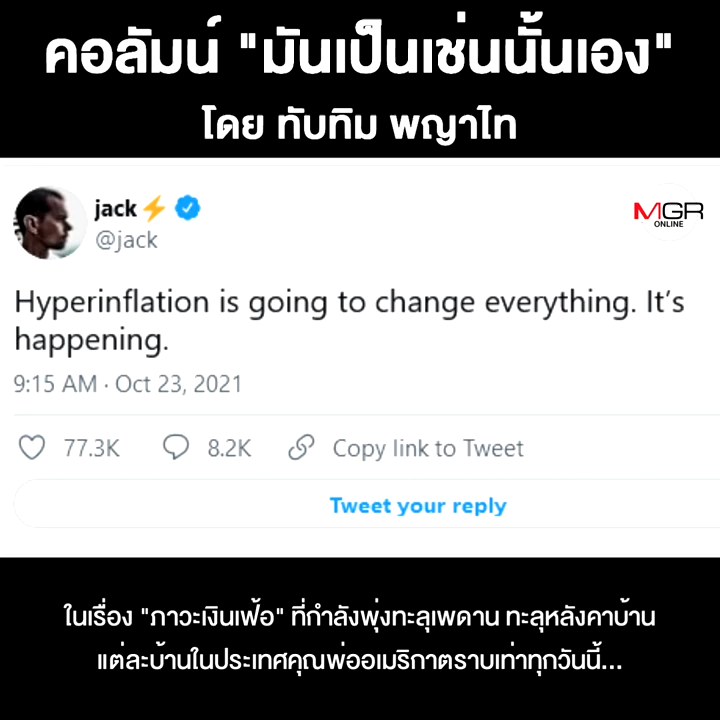 คอลัมน์ "มันเป็นเช่นนั้นเอง"
โดย ทับทิม พญาไท
jack⚡
@jack
MGR
ONLINE
Hyperinflation is going to change everything. It's
happening.
9:15 AM · Oct 23, 2021
77.3K 8.2K Copy link to Tweet
Tweet your reply
ในเรื่อง "ภาวะเงินเฟ้อ" ที่กำลังพุ่งทะลุเพดาน ทะลุหลังคาบ้าน
แต่ละบ้านในประเทศคุณพ่ออเมริกาตราบเท่าทุกวันนี้...